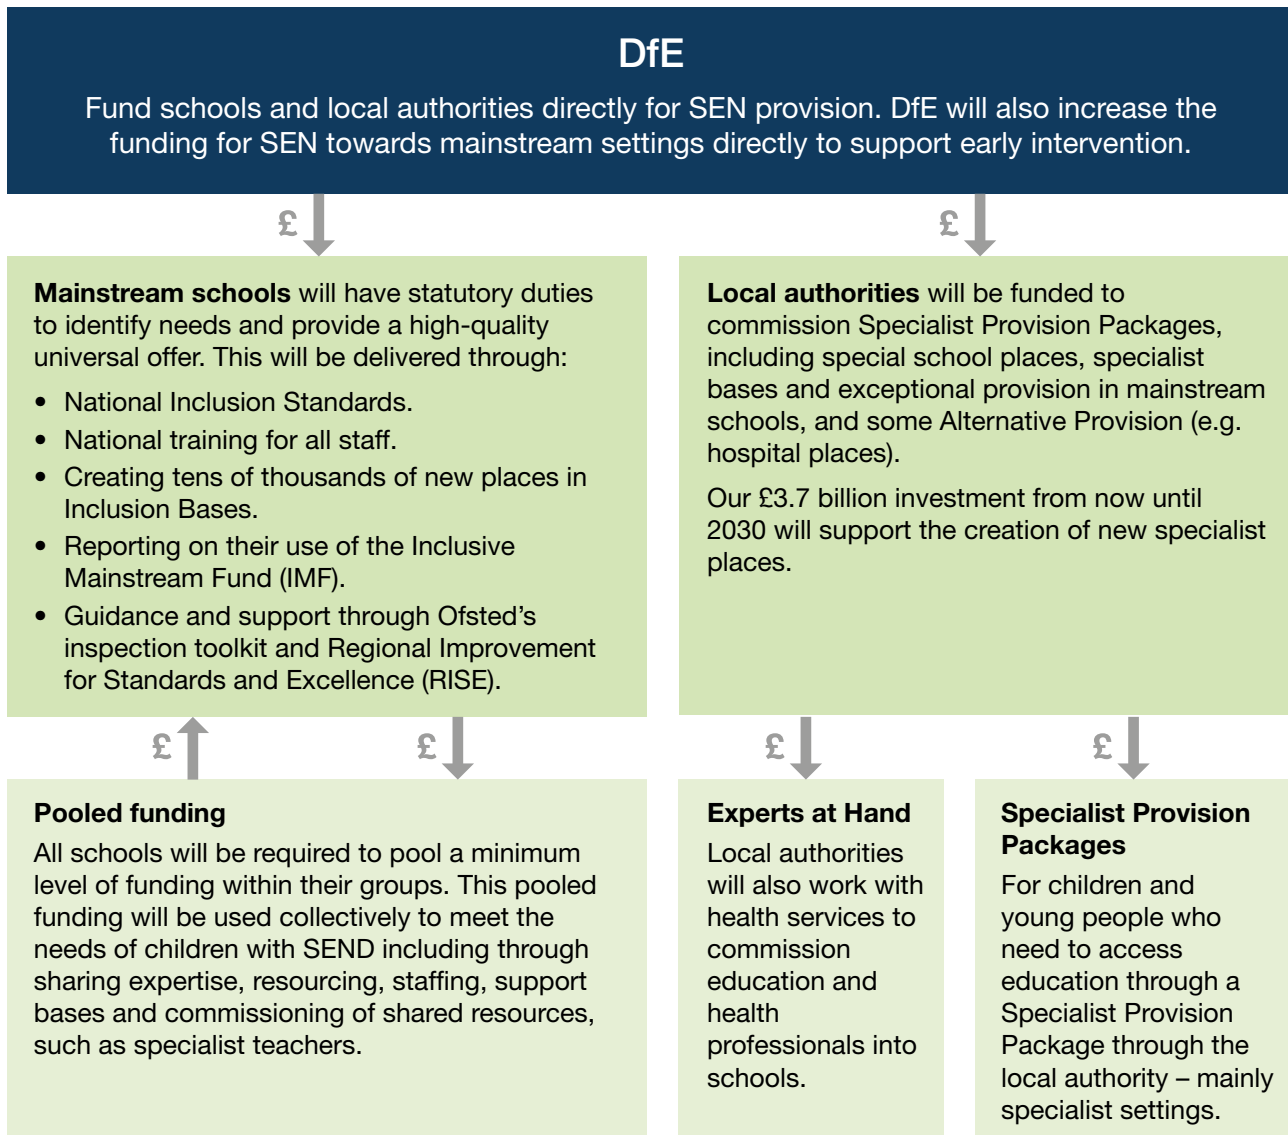 DfE
Fund schools and local authorities directly for SEN provision. DfE will also increase the
funding for SEN towards mainstream settings directly to support early intervention.
£
£
Mainstream schools will have statutory duties
to identify needs and provide a high-quality
universal offer. This will be delivered through:
• National Inclusion Standards.
• National training for all staff.
• Creating tens of thousands of new places in
Inclusion Bases.
• Reporting on their use of the Inclusive
Mainstream Fund (IMF).
• Guidance and support through Ofsted’s
inspection toolkit and Regional Improvement
for Standards and Excellence (RISE).
Local authorities will be funded to
commission Specialist Provision Packages,
including special school places, specialist
bases and exceptional provision in mainstream
schools, and some Alternative Provision (e.g.
hospital places).
Our £3.7 billion investment from now until
2030 will support the creation of new specialist
places.
£
£
£
£
Pooled funding
All schools will be required to pool a minimum
level of funding within their groups. This pooled
funding will be used collectively to meet the
needs of children with SEND including through
sharing expertise, resourcing, staffing, support
bases and commissioning of shared resources,
such as specialist teachers.
Experts at Hand
Local authorities
will also work with
health services to
commission
education and
health
professionals into
schools.
Specialist Provision
Packages
For children and
young people who
need to access
education through a
Specialist Provision
Package through the
local authority – mainly
specialist settings.